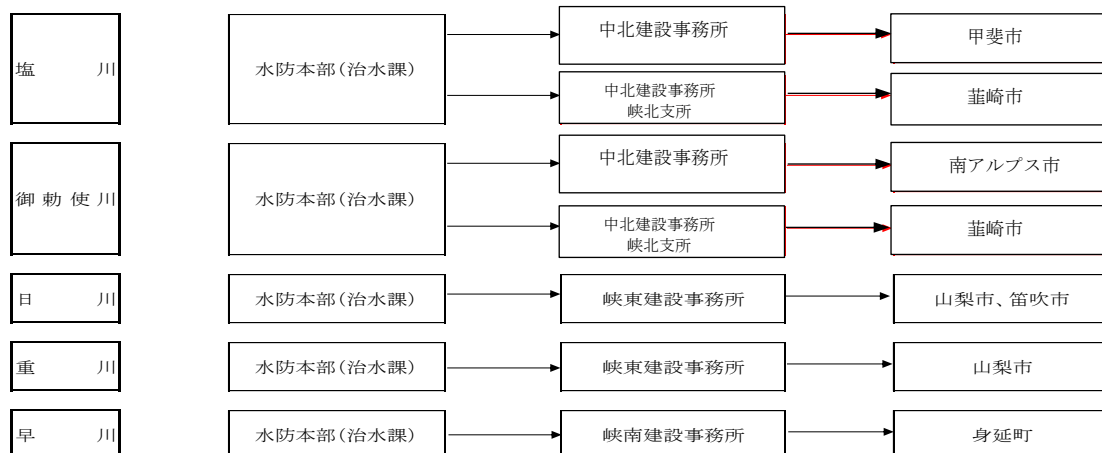 塩 川
水防本部(治水課)
中北建設事務所
甲斐市
中北建設事務所
峡北支所
韮崎市
御勅使川
水防本部(治水課)
中北建設事務所
南アルプス市
中北建設事務所
峡北支所
韮崎市
日 川
水防本部(治水課)
峡東建設事務所
山梨市、笛吹市
重 川
水防本部(治水課)
峡東建設事務所
山梨市
早 川
水防本部(治水課)
峡南建設事務所
身延町